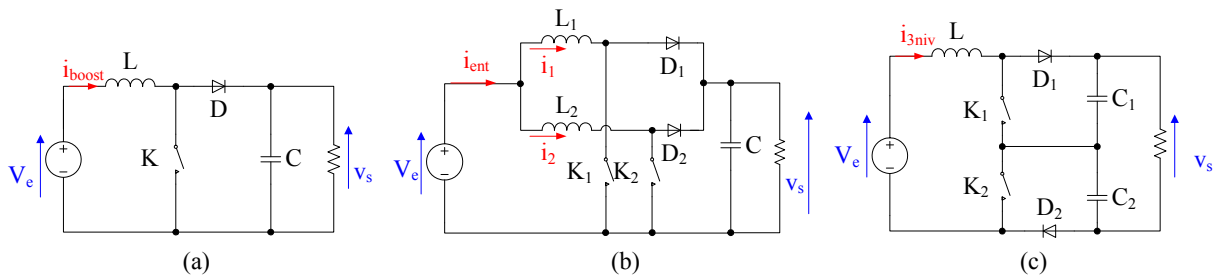 i_boost L
D
K
C
V_e
v_s
+
−
(a)
L_1
i_ent
i_1
D_1
L_2
i_2
D_2
K_1 K_2
C
V_e
v_s
+
−
(b)
i_3niv L
D_1
K_1
C_1
V_e
v_s
+
−
K_2
C_2
D_2
(c)